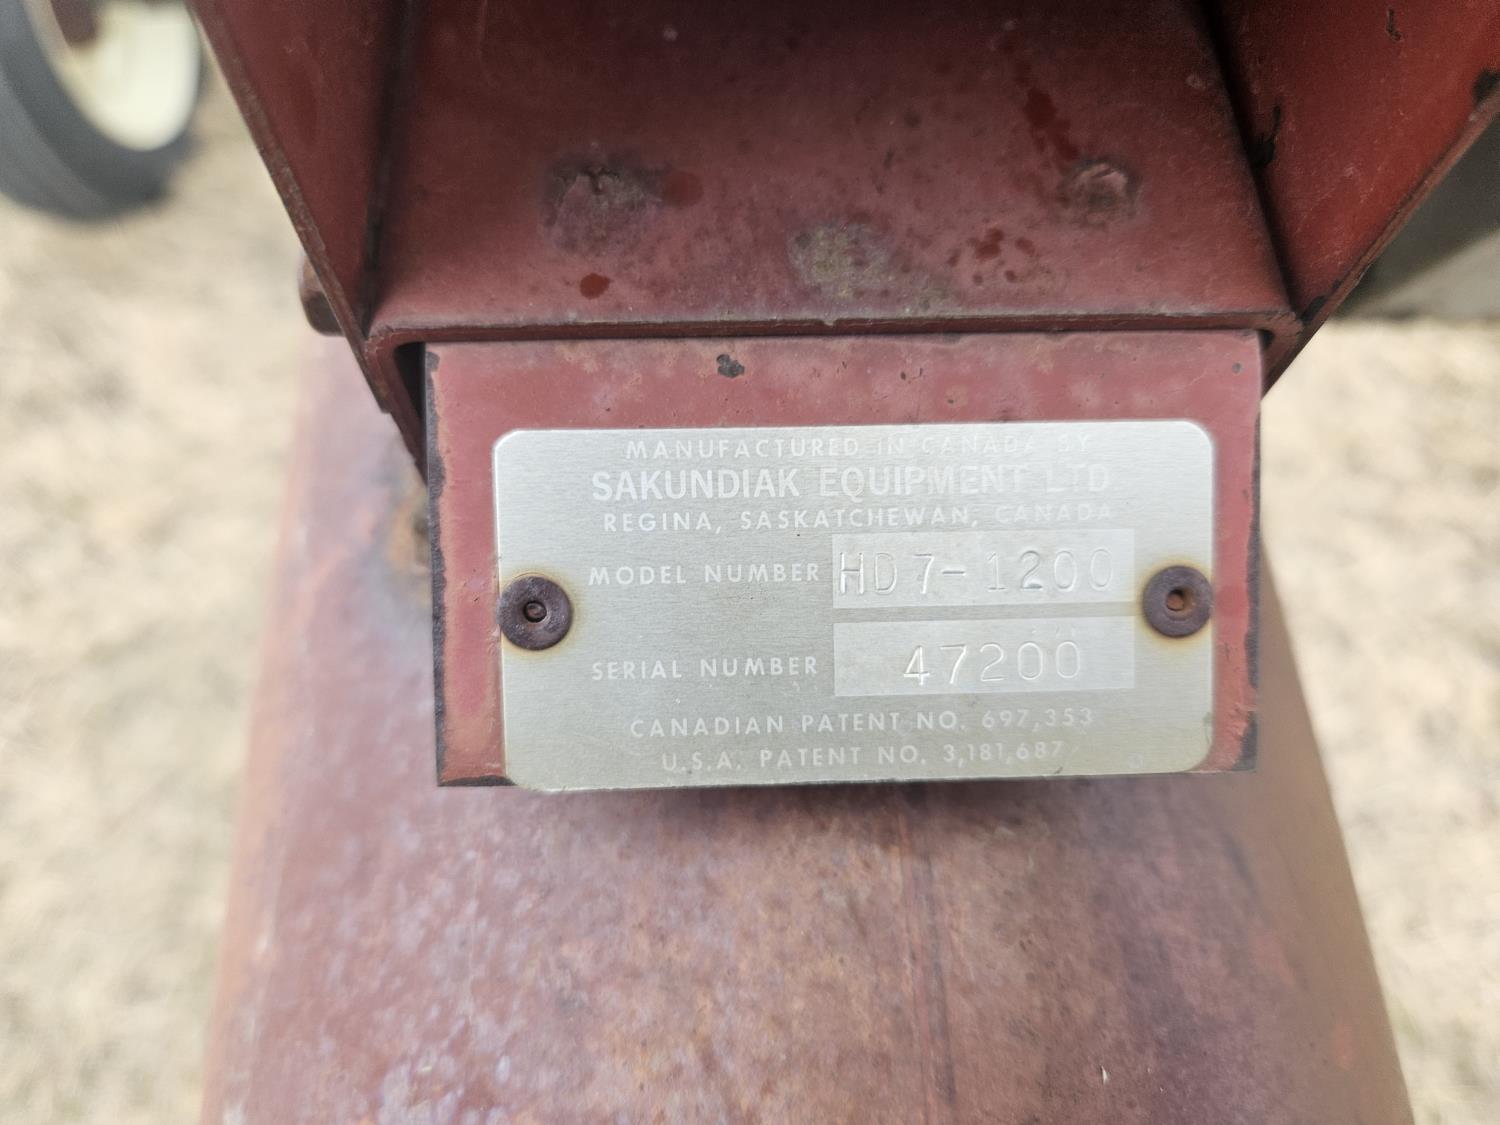 MANUFACTURED IN CANADA BY
SAKUNDIAK EQUIPMENT LTD
REGINA, SASKATCHEWAN, CANADA
MODEL NUMBER HD7-1200
SERIAL NUMBER 47200
CANADIAN PATENT NO. 697,353
U.S.A. PATENT NO. 3,181,687